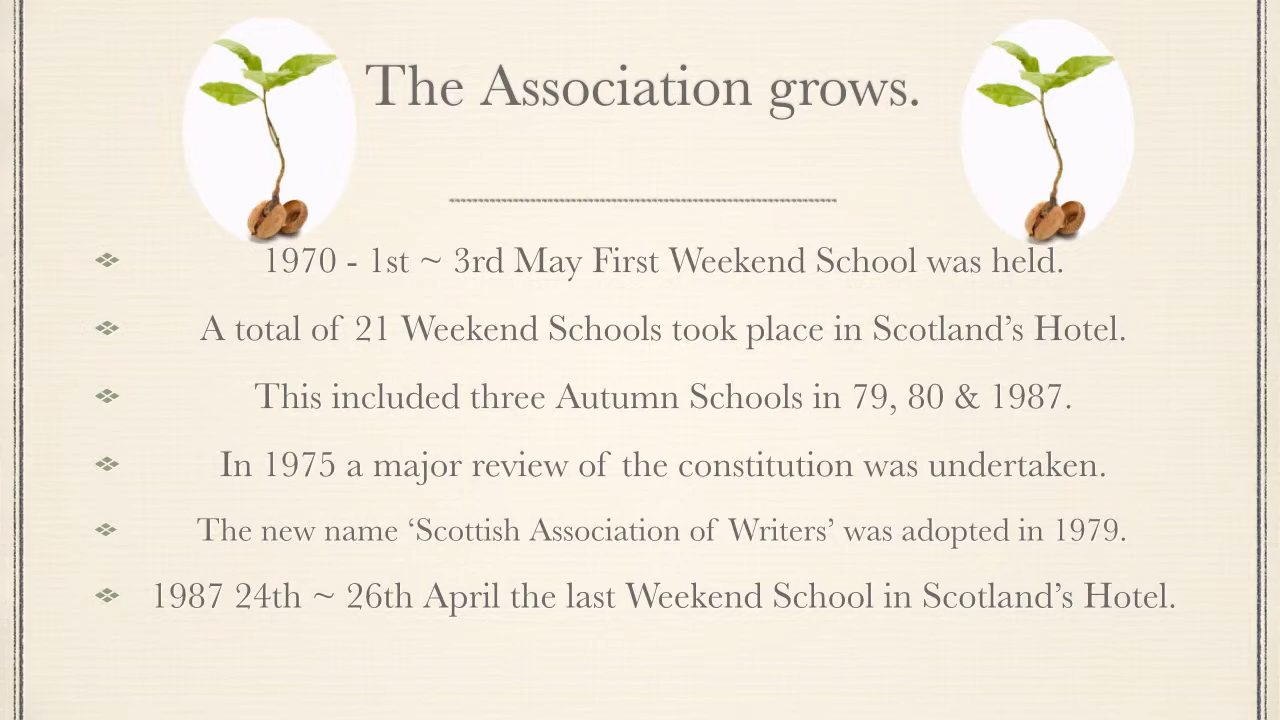 The Association grows.
1970 - 1st ~ 3rd May First Weekend School was held.
A total of 21 Weekend Schools took place in Scotland’s Hotel.
This included three Autumn Schools in 79, 80 & 1987.
In 1975 a major review of the constitution was undertaken.
The new name ‘Scottish Association of Writers’ was adopted in 1979.
1987 24th ~ 26th April the last Weekend School in Scotland’s Hotel.